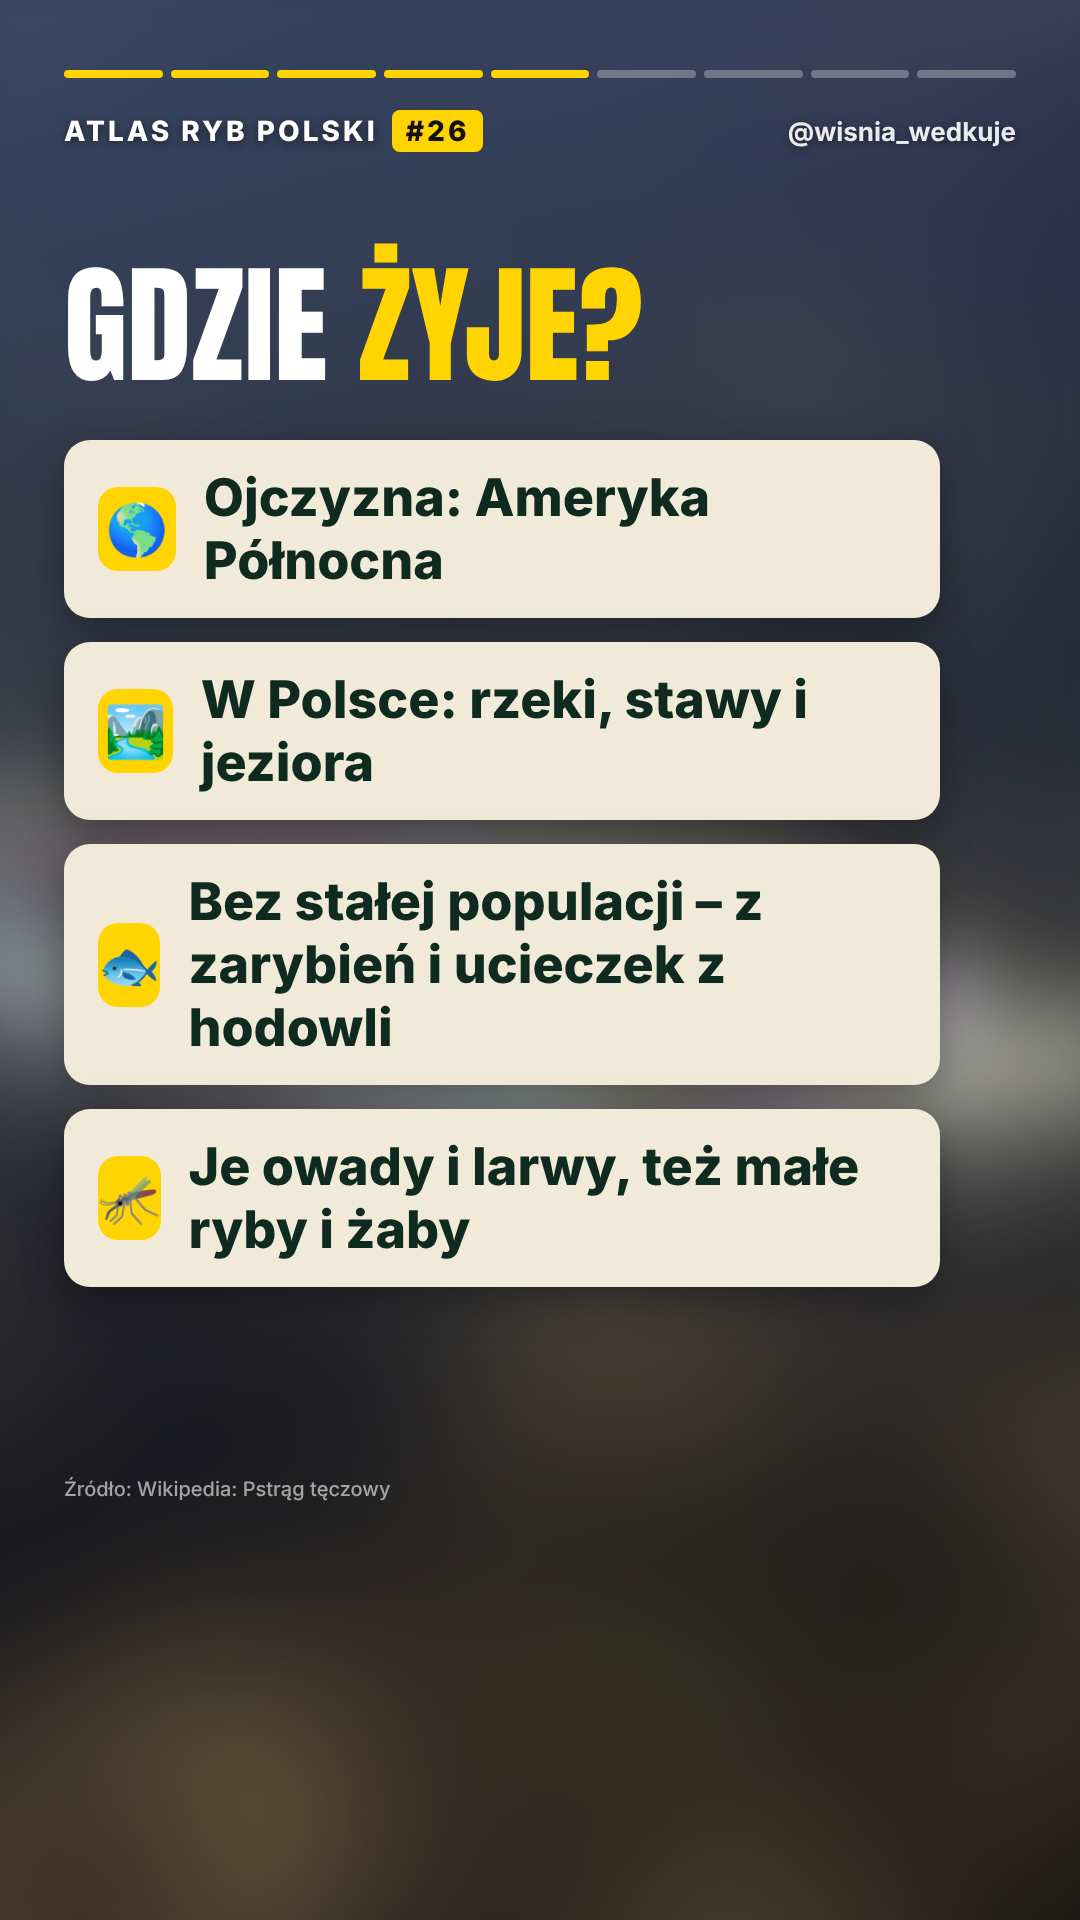 ATLAS RYB POLSKI #26
@wisnia_wedkuje
GDZIE ŻYJE?
Ojczyzna: Ameryka
Północna
W Polsce: rzeki, stawy i
jeziora
Bez stałej populacji – z
zarybień i ucieczek z
hodowli
Je owady i larwy, też małe
ryby i żaby
Źródło: Wikipedia: Pstrąg tęczowy